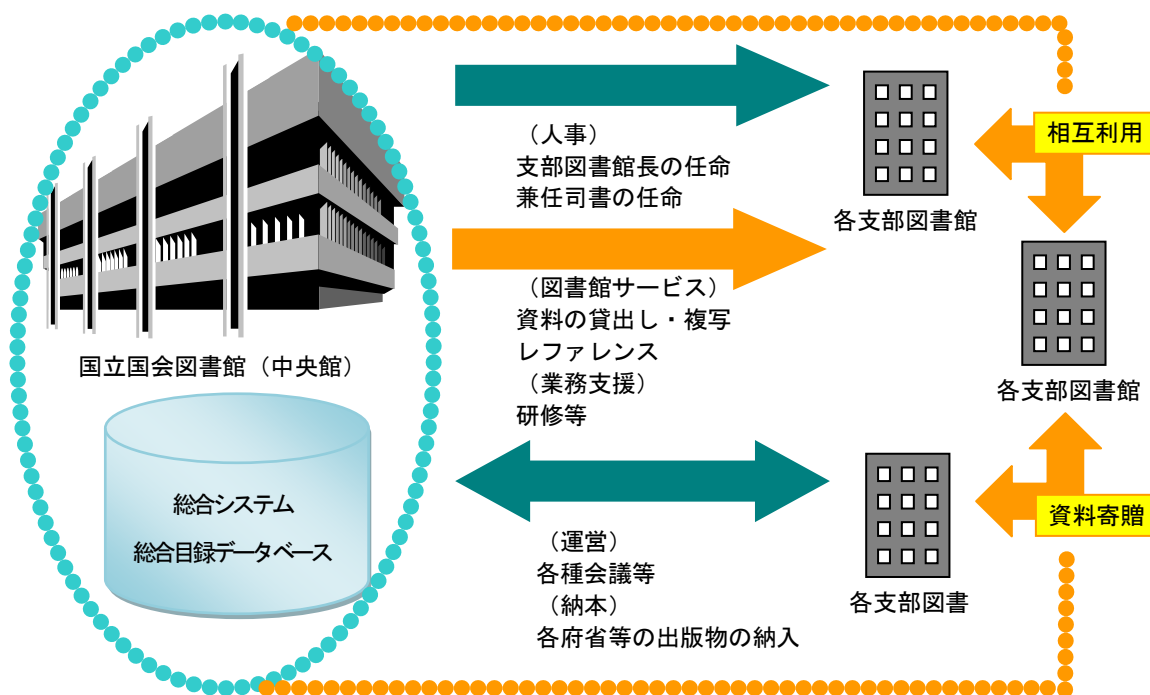 国立国会図書館（中央館）
総合システム
総合目録データベース
（人事）
支部図書館長の任命
兼任司書の任命
（図書館サービス）
資料の貸出し・複写
レファレンス
（業務支援）
研修等
（運営）
各種会議等
（納本）
各府省等の出版物の納入
各支部図書館
相互利用
各支部図書館
資料寄贈
各支部図書